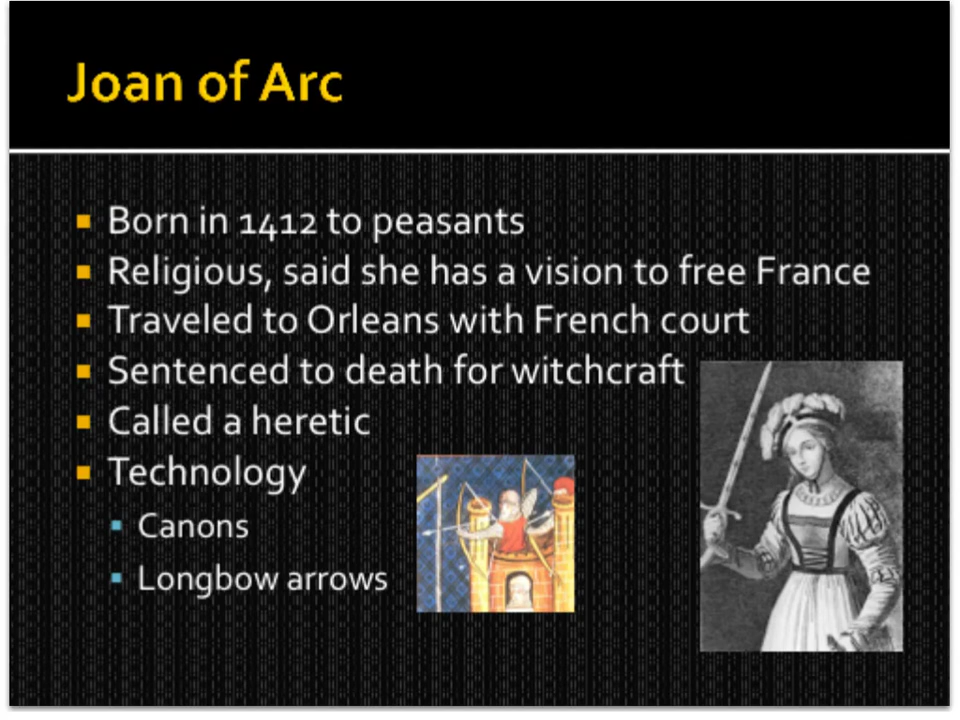 Joan of Arc
Born in 1412 to peasants
Religious, said she has a vision to free France
Traveled to Orleans with French court
Sentenced to death for witchcraft
Called a heretic
Technology
Canons
Longbow arrows